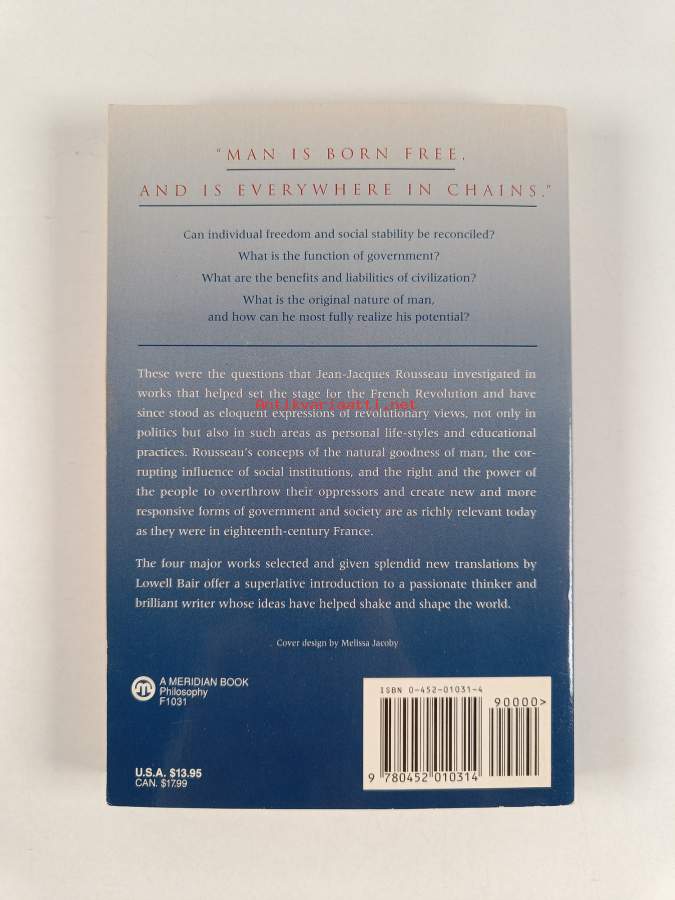 "MAN IS BORN FREE,
AND IS EVERYWHERE IN CHAINS."
Can individual freedom and social stability be reconciled?
What is the function of government?
What are the benefits and liabilities of civilization?
What is the original nature of man,
and how can he most fully realize his potential?
These were the questions that Jean-Jacques Rousseau investigated in
works that helped set the stage for the French Revolution and have
Antikvariaatti.net
since stood as eloquent expressions of revolutionary views, not only in
politics but also in such areas as personal life-styles and educational
practices. Rousseau's concepts of the natural goodness of man, the cor-
rupting influence of social institutions, and the right and the power of
the people to overthrow their oppressors and create new and more
responsive forms of government and society are as richly relevant today
as they were in eighteenth-century France.
The four major works selected and given splendid new translations by
Lowell Bair offer a superlative introduction to a passionate thinker and
brilliant writer whose ideas have helped shake and shape the world.
Cover design by Melissa Jacoby
A MERIDIAN BOOK
Philosophy
F1031
U.S.A. $13.95
CAN. $17.99
ISBN 0-452-01031-4
90000>
9 780452 010314